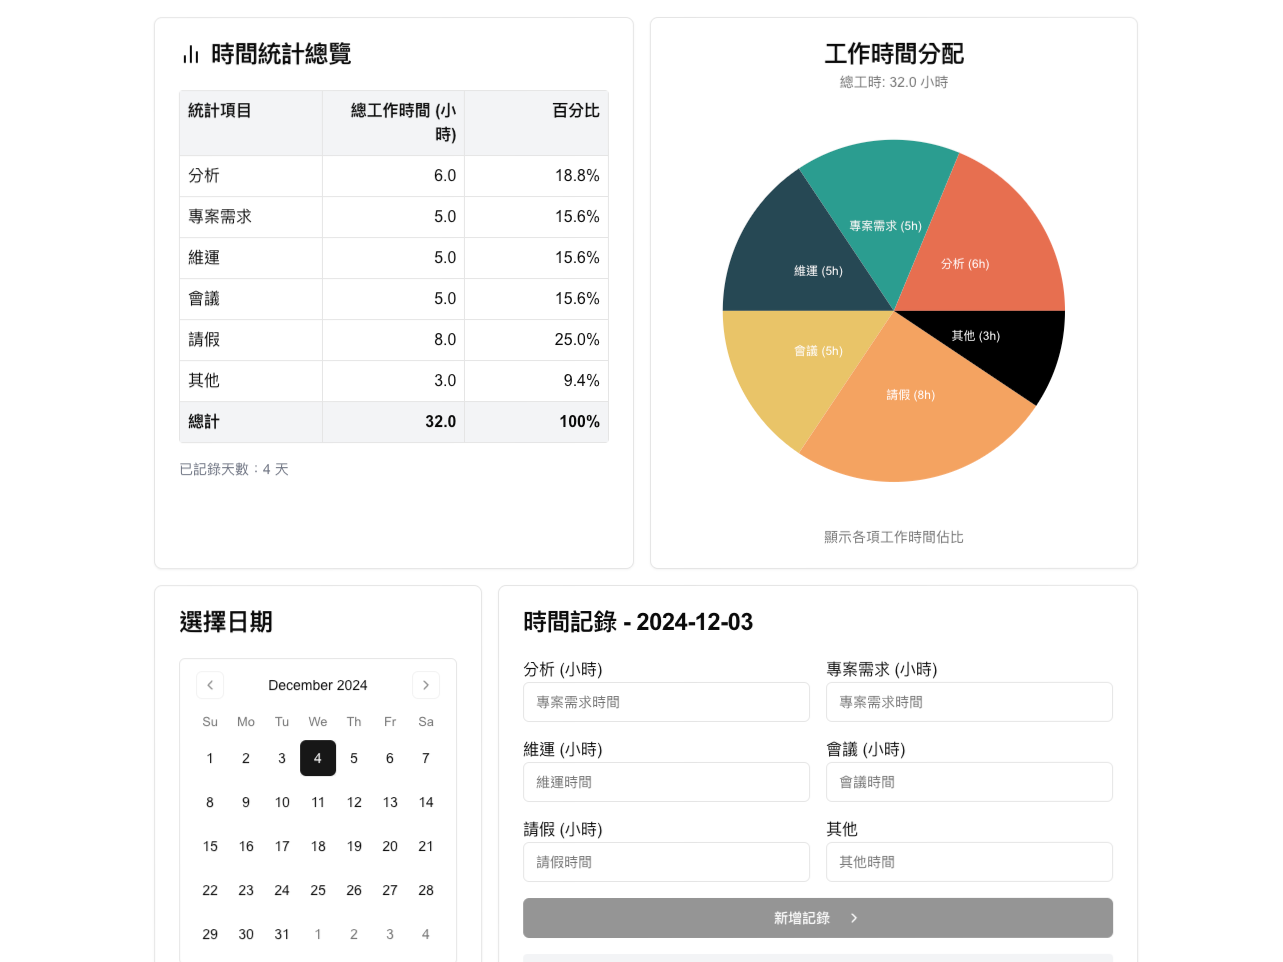 時間統計總覽
統計項目 總工作時間 (小時) 百分比
分析 6.0 18.8%
專案需求 5.0 15.6%
維運 5.0 15.6%
會議 5.0 15.6%
請假 8.0 25.0%
其他 3.0 9.4%
總計 32.0 100%
已記錄天數：4 天
工作時間分配
總工時: 32.0 小時
專案需求 (5h)
分析 (6h)
維運 (5h)
其他 (3h)
會議 (5h)
請假 (8h)
顯示各項工作時間佔比
選擇日期
December 2024
Su Mo Tu We Th Fr Sa
1 2 3 4 5 6 7
8 9 10 11 12 13 14
15 16 17 18 19 20 21
22 23 24 25 26 27 28
29 30 31 1 2 3 4
時間記錄 - 2024-12-03
分析 (小時) 專案需求 (小時)
專案需求時間 專案需求時間
維運 (小時) 會議 (小時)
維運時間 會議時間
請假 (小時) 其他
請假時間 其他時間
新增記錄